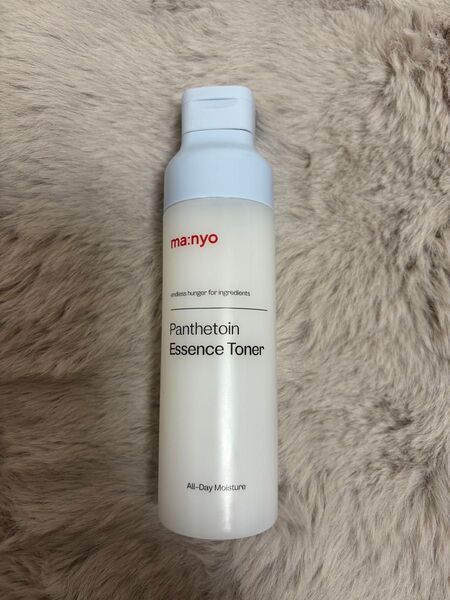 ma:nyo
endless hunger for ingredients
Panthetoin
Essence Toner
All-Day Moisture